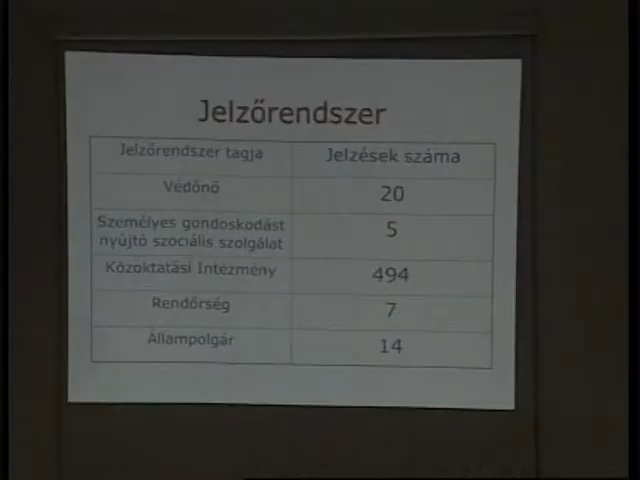 Jelzőrendszer
Jelzőrendszer tagja
Jelzések száma
Védőnő
20
Személyes gondoskodást
nyújtó szociális szolgálat
5
Közoktatási Intézmény
494
Rendőrség
7
Állampolgár
14